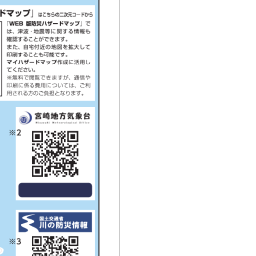 ドマップ」はこちらの二次元コードから
「WEB 版防災ハザードマップ」で
は、津波・地震等に関する情報も
確認することができます。
また、自宅付近の地図を拡大して
印刷することも可能です。
マイハザードマップ作成に活用し
てください。
※無料で閲覧できますが、通信や
印刷に係る費用については、ご利
用される方のご負担となります。
宮崎地方気象台
※2
国土交通省
川の防災情報
※3